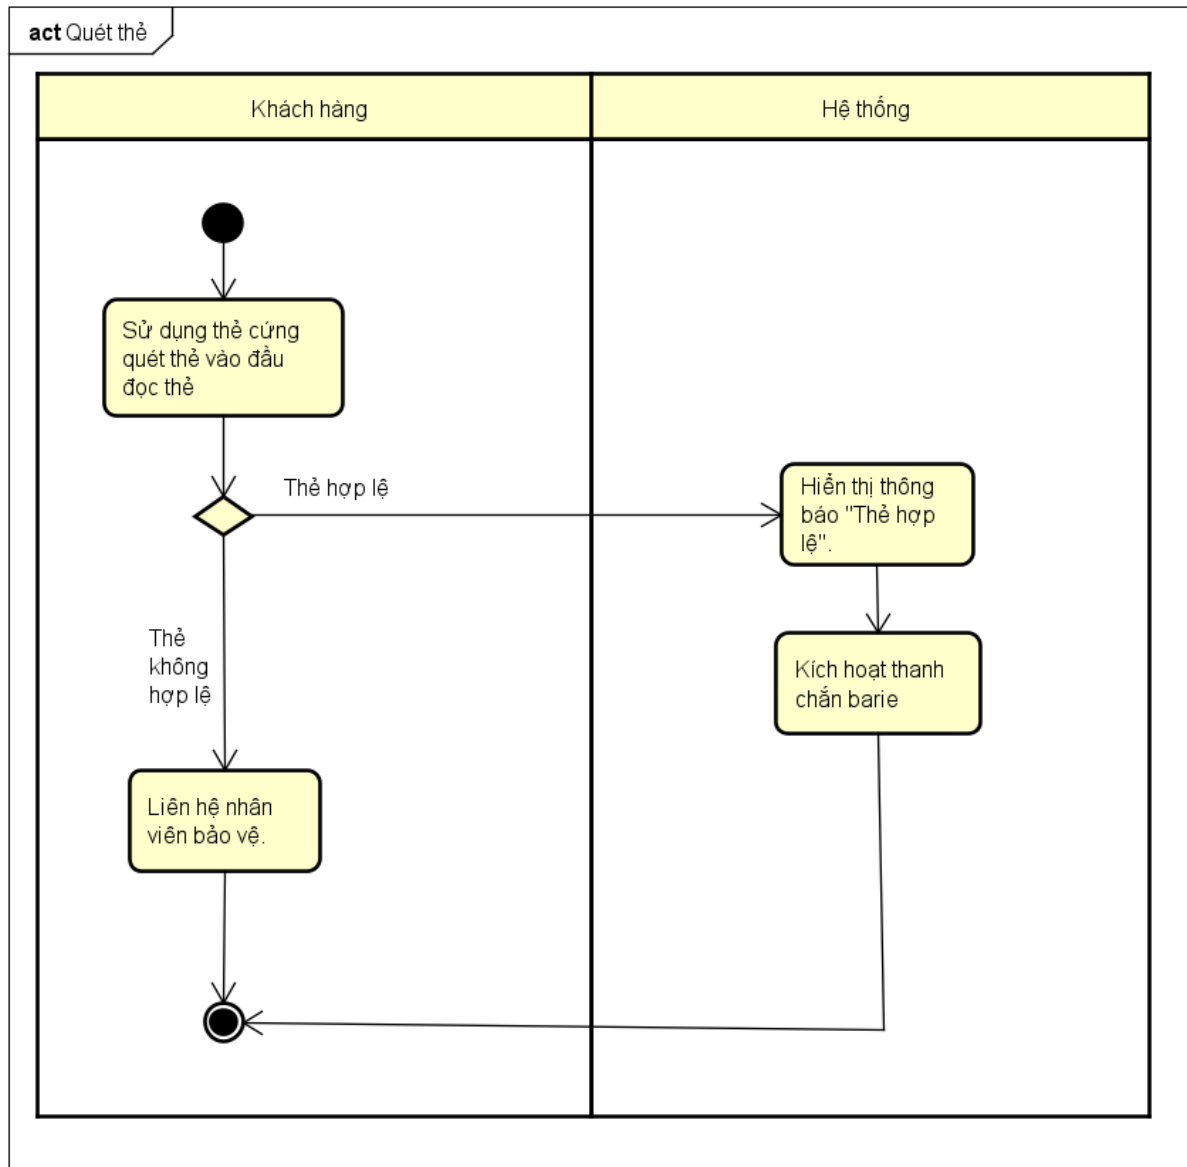 act Quét thẻ
Khách hàng
Hệ thống
Sử dụng thẻ cứng
quét thẻ vào đầu
đọc thẻ
Thẻ hợp lệ
Hiển thị thông
báo "Thẻ hợp
lệ".
Thẻ
không
hợp lệ
Kích hoạt thanh
chắn barie
Liên hệ nhân
viên bảo vệ.